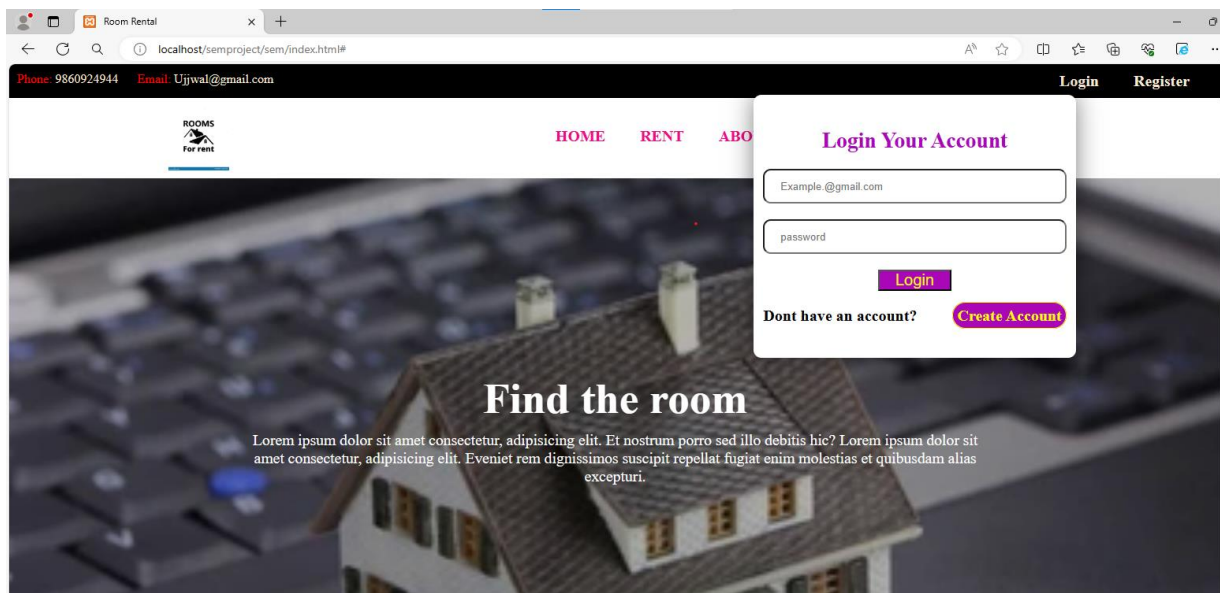 Room Rental
localhost/semproject/sem/index.html#
Phone: 9860924944 Email: Ujjwal@gmail.com
Login Register
ROOMS
For rent
HOME RENT ABO
Login Your Account
Example.@gmail.com
password
Login
Dont have an account? Create Account
Find the room
Lorem ipsum dolor sit amet consectetur, adipisicing elit. Et nostrum porro sed illo debitis hic? Lorem ipsum dolor sit
amet consectetur, adipisicing elit. Eveniet rem dignissimos suscipit repellat fugiat enim molestias et quibusdam alias
excepturi.